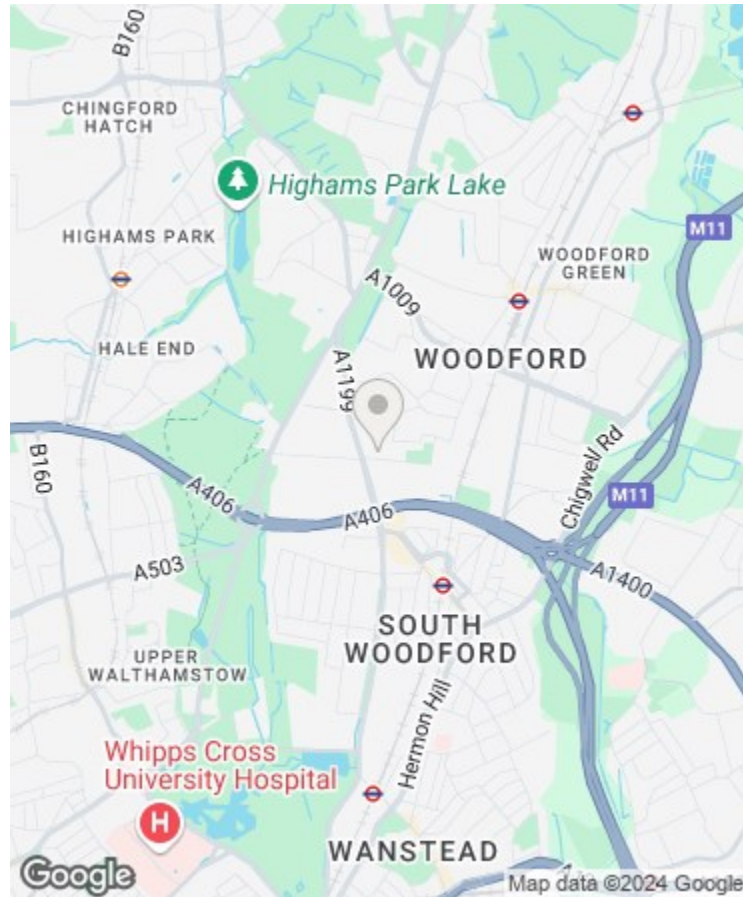 B160
CHINGFORD
HATCH
Highams Park Lake
HIGHAMS PARK
M11
WOODFORD
GREEN
A1009
HALE END
A1199
WOODFORD
B160
Chigwell Rd
A406
A406
M11
A503
A1400
SOUTH
WOODFORD
UPPER
WALTHAMSTOW
Hermon Hill
Whipps Cross
University Hospital
H
WANSTEAD
Google
Map data ©2024 Google